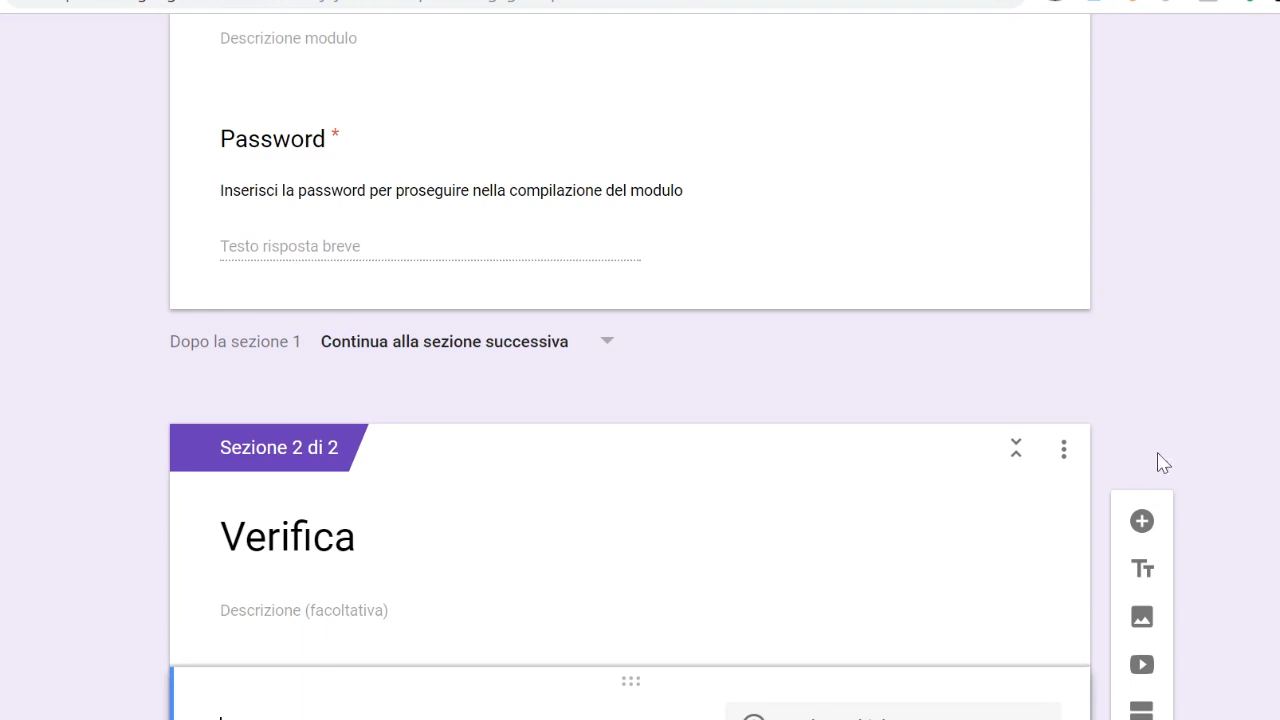 Descrizione modulo
Password *
Inserisci la password per proseguire nella compilazione del modulo
Testo risposta breve
Dopo la sezione 1 Continua alla sezione successiva
Sezione 2 di 2
Verifica
Descrizione (facoltativa)
Tт